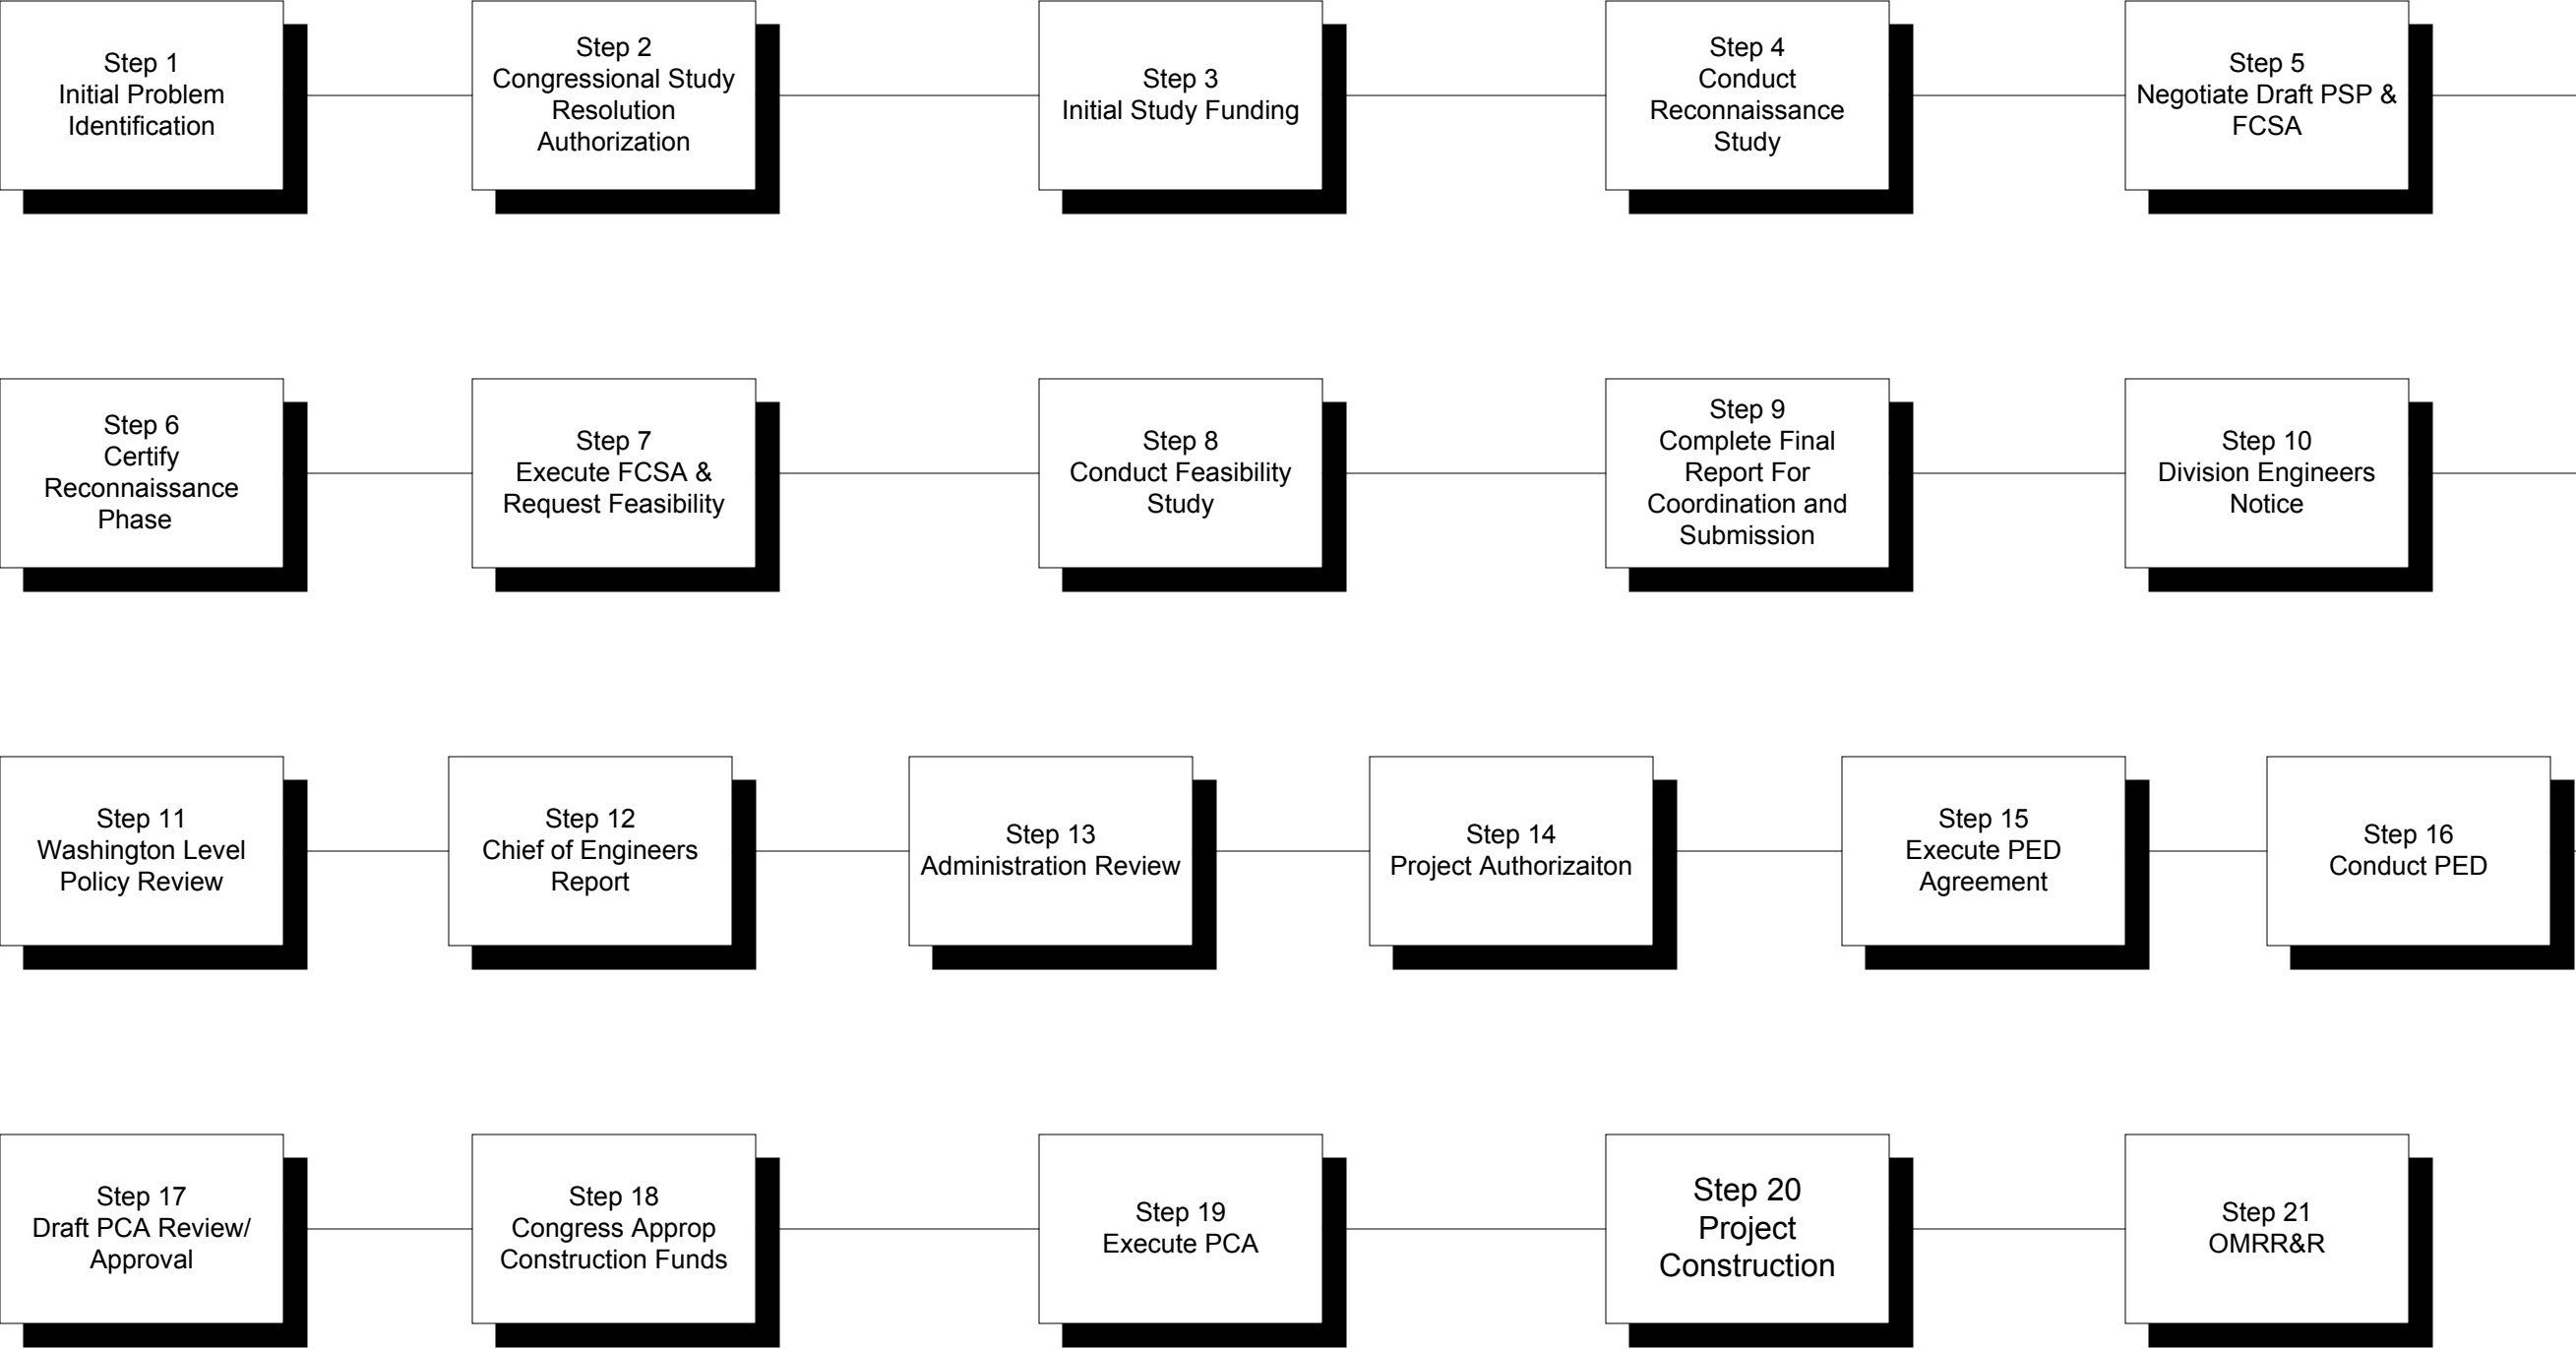 Step 1
Initial Problem
Identification
Step 2
Congressional Study
Resolution
Authorization
Step 3
Initial Study Funding
Step 4
Conduct
Reconnaissance
Study
Step 5
Negotiate Draft PSP &
FCSA
Step 6
Certify
Reconnaissance
Phase
Step 7
Execute FCSA &
Request Feasibility
Step 8
Conduct Feasibility
Study
Step 9
Complete Final
Report For
Coordination and
Submission
Step 10
Division Engineers
Notice
Step 11
Washington Level
Policy Review
Step 12
Chief of Engineers
Report
Step 13
Administration Review
Step 14
Project Authorizaiton
Step 15
Execute PED
Agreement
Step 16
Conduct PED
Step 17
Draft PCA Review/
Approval
Step 18
Congress Approp
Construction Funds
Step 19
Execute PCA
Step 20
Project
Construction
Step 21
OMRR&R